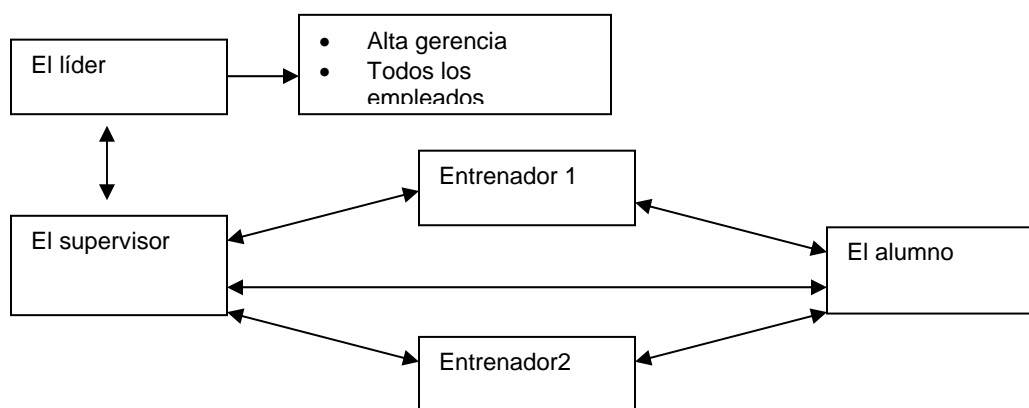 El líder
• Alta gerencia
• Todos los
empleados
Entrenador 1
El supervisor
El alumno
Entrenador2